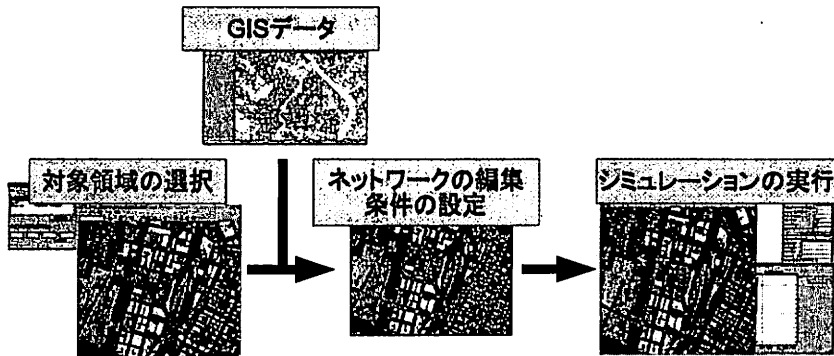 GISデータ
対象領域の選択
ネットワークの編集
条件の設定
シミュレーションの実行